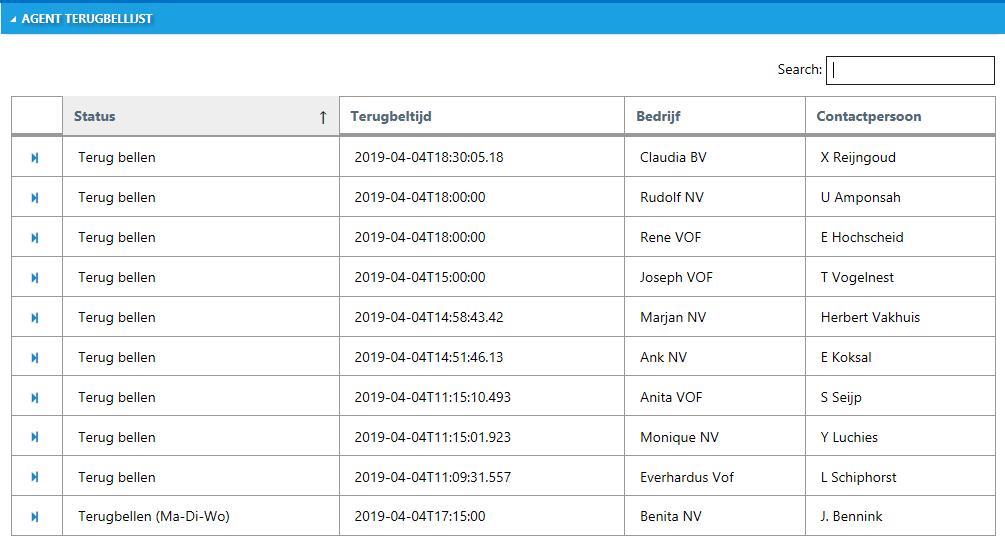 AGENT TERUGBELLIJST
Search:
Status ↑ Terugbeltijd Bedrijf Contactpersoon
Terug bellen 2019-04-04T18:30:05.18 Claudia BV X Reijngoud
Terug bellen 2019-04-04T18:00:00 Rudolf NV U Amponsah
Terug bellen 2019-04-04T18:00:00 Rene VOF E Hochscheid
Terug bellen 2019-04-04T15:00:00 Joseph VOF T Vogelnest
Terug bellen 2019-04-04T14:58:43.42 Marjan NV Herbert Vakhuis
Terug bellen 2019-04-04T14:51:46.13 Ank NV E Koksal
Terug bellen 2019-04-04T11:15:10.493 Anita VOF S Seijp
Terug bellen 2019-04-04T11:15:01.923 Monique NV Y Luchies
Terug bellen 2019-04-04T11:09:31.557 Everhardus Vof L Schiphorst
Terugbellen (Ma-Di-Wo) 2019-04-04T17:15:00 Benita NV J. Bennink